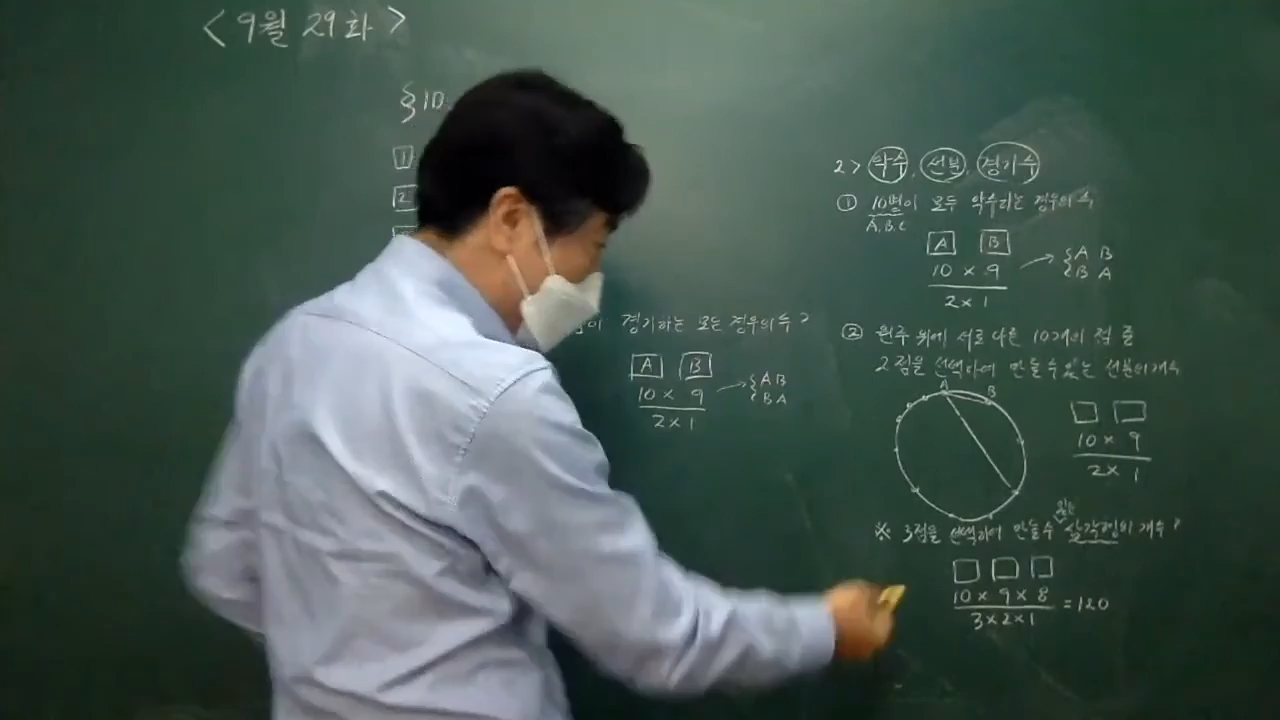 <9월 29화>
§10.
1
2
이 경기하는 모든 경우의 수?
A B
10 × 9
2×1
A B
B A
2> 악수, 선분, 경기수
① 10명이 모두 악수하는 경우의 수
A, B, C
A B
10 × 9
2×1
A B
B A
② 원주 위에 서로 다른 10개의 점 중
2점을 선택하여 만들 수 있는 선분의 개수
A B
10 × 9
2× 1
있는
※ 3점을 선택하여 만들 수 삼각형의 개수?
10 × 9 × 8
3×2×1
=120